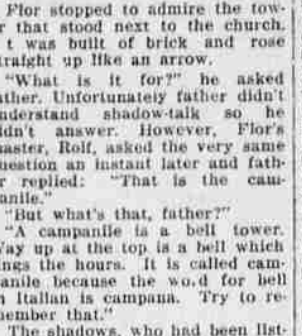 Flor stopped to admire the tow-
r that stood next to the church.
t was built of brick and rose
traight up like an arrow.
"What is it for?" he asked
ather. Unfortunately father didn't
nderstand shadow-talk so he
idn't answer. However, Flor's
aster, Rolf, asked the very same
uestion an instant later and fath-
r replied: "That is the cam-
anile."
"But what's that, father?"
"A campanile is a bell tower.
Way up at the top is a bell which
ings the hours. It is called cam-
anile because the wo.d for bell
n Italian is campana. Try to re-
nember that."
The shadows, who had been list-